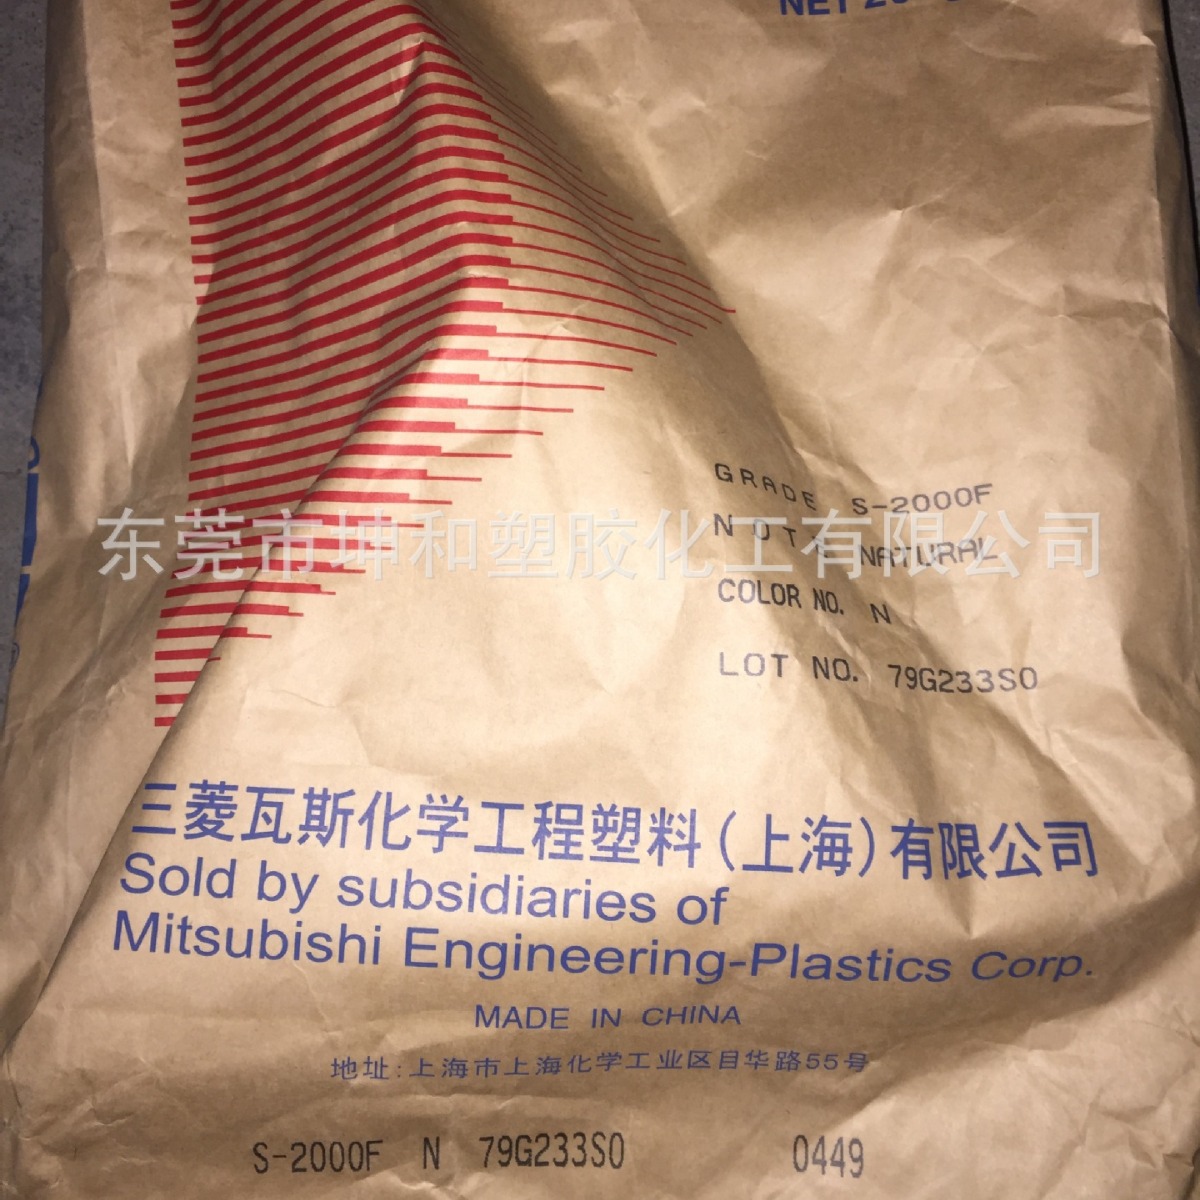 NET
GRADE S-2000F
NOTE NATURAL
COLOR NO. N
LOT NO. 79G233S0
东莞市坤和塑胶化工有限公司
三菱瓦斯化学工程塑料(上海)有限公司
Sold by subsidiaries of
Mitsubishi Engineering-Plastics Corp.
MADE IN CHINA
地址:上海市上海化学工业区目华路55号
S-2000F N 79G233S0 0449